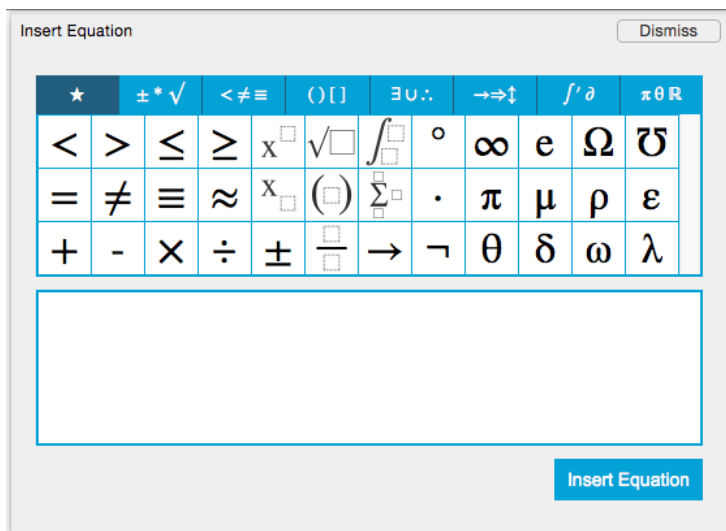 Insert Equation Dismiss
★ ±*√ <≠≡ ()[] ∃∪∴ →⇒↕ ∫′∂ πθℝ
< > ≤ ≥ x□ √□ ∫□□ ° ∞ e Ω ℧
= ≠ ≡ ≈ x□ (□) Σ□□□ · π μ ρ ε
+ - × ÷ ± □/□ → ¬ θ δ ω λ
Insert Equation